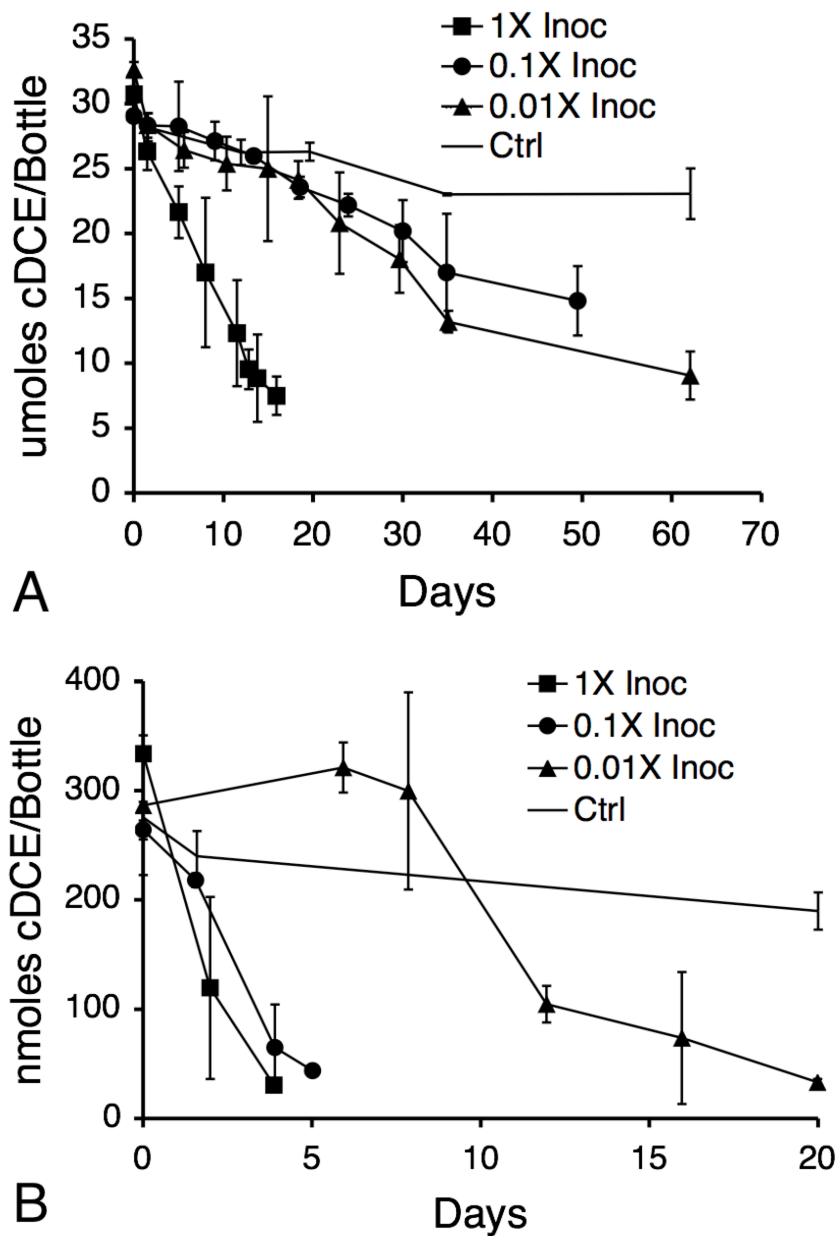 1X Inoc
0.1X Inoc
0.01X Inoc
Ctrl
umoles cDCE/Bottle
35
30
25
20
15
10
5
0
0 10 20 30 40 50 60 70
Days
A
1X Inoc
0.1X Inoc
0.01X Inoc
Ctrl
nmoles cDCE/Bottle
400
300
200
100
0
0 5 10 15 20
Days
B